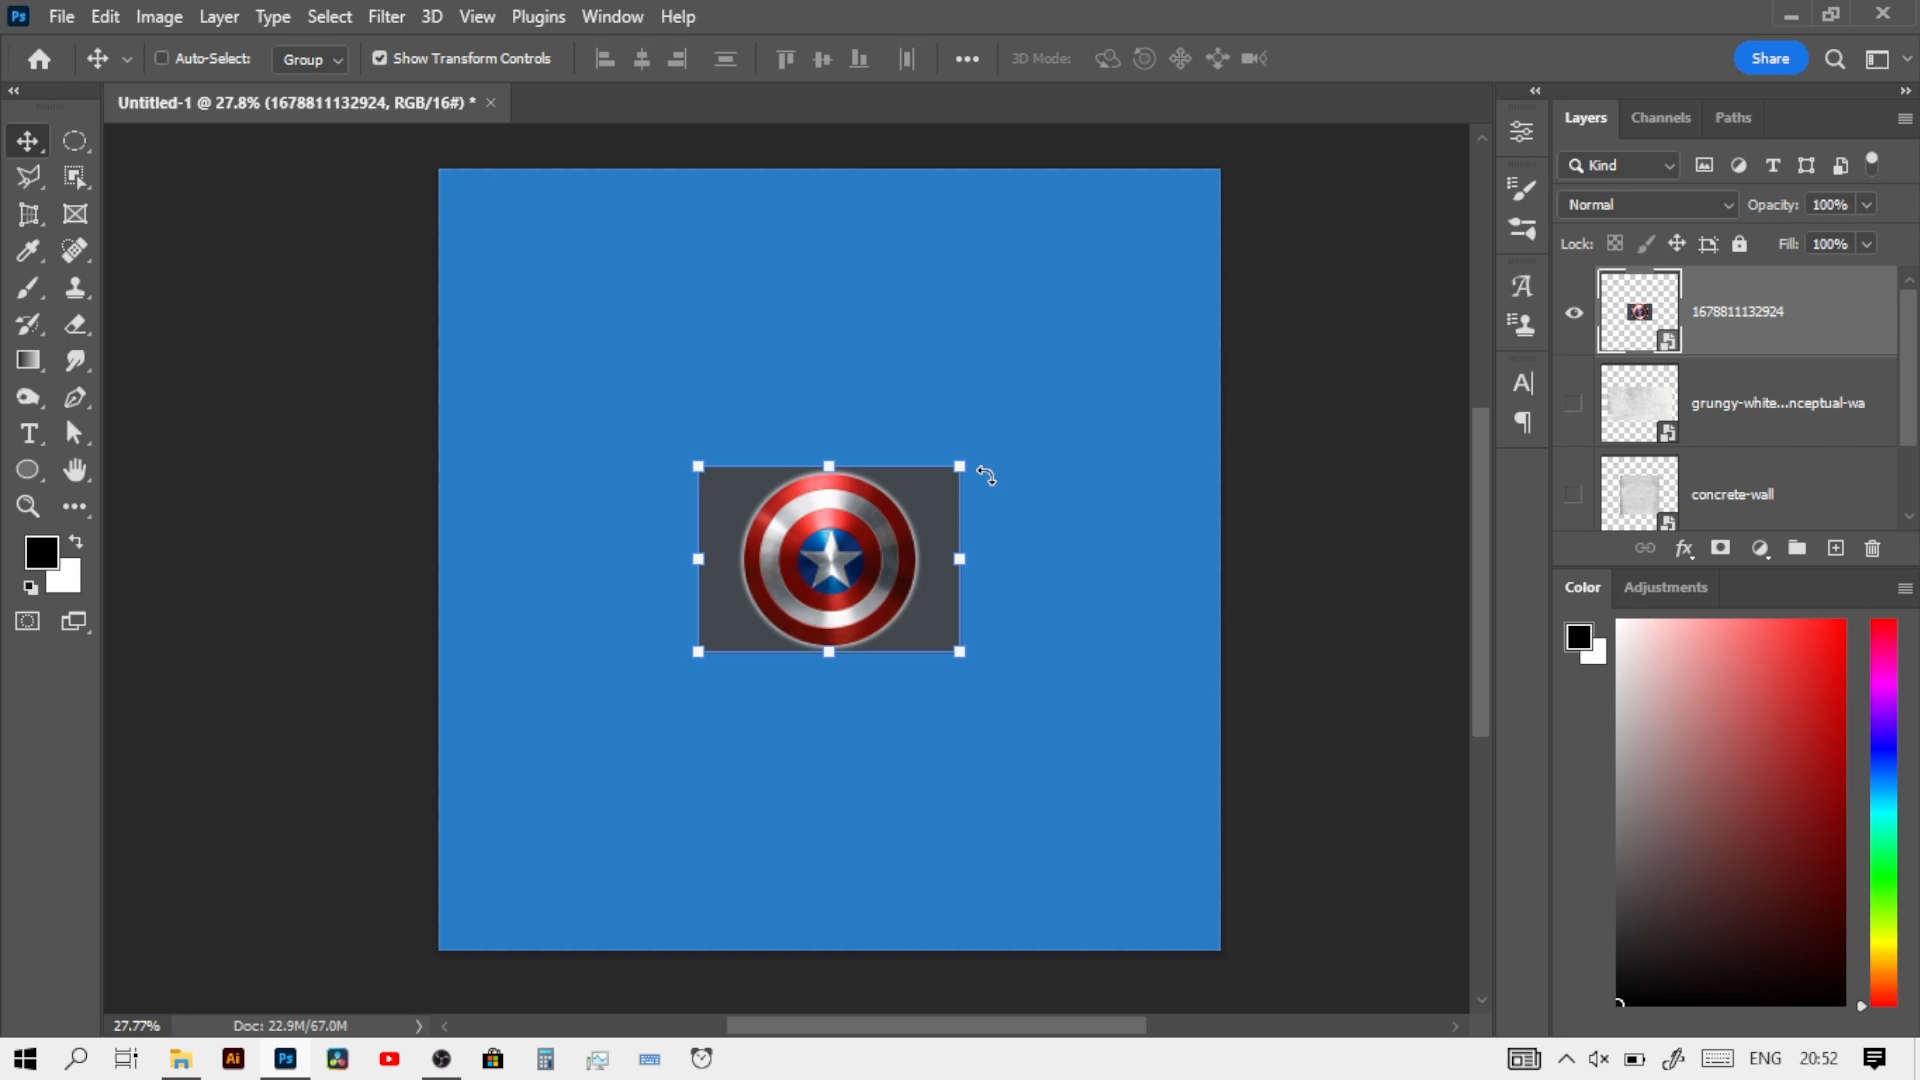 Ps File Edit Image Layer Type Select Filter 3D View Plugins Window Help
Auto-Select: Group Show Transform Controls 3D Mode: Share
Untitled-1 @ 27.8% (1678811132924, RGB/16#) *
Layers Channels Paths
Kind
Normal Opacity: 100%
Lock: Fill: 100%
1678811132924
grungy-white...nceptual-wa
concrete-wall
Color Adjustments
27.77% Doc: 22.9M/67.0M
Ai Ps ENG 20:52